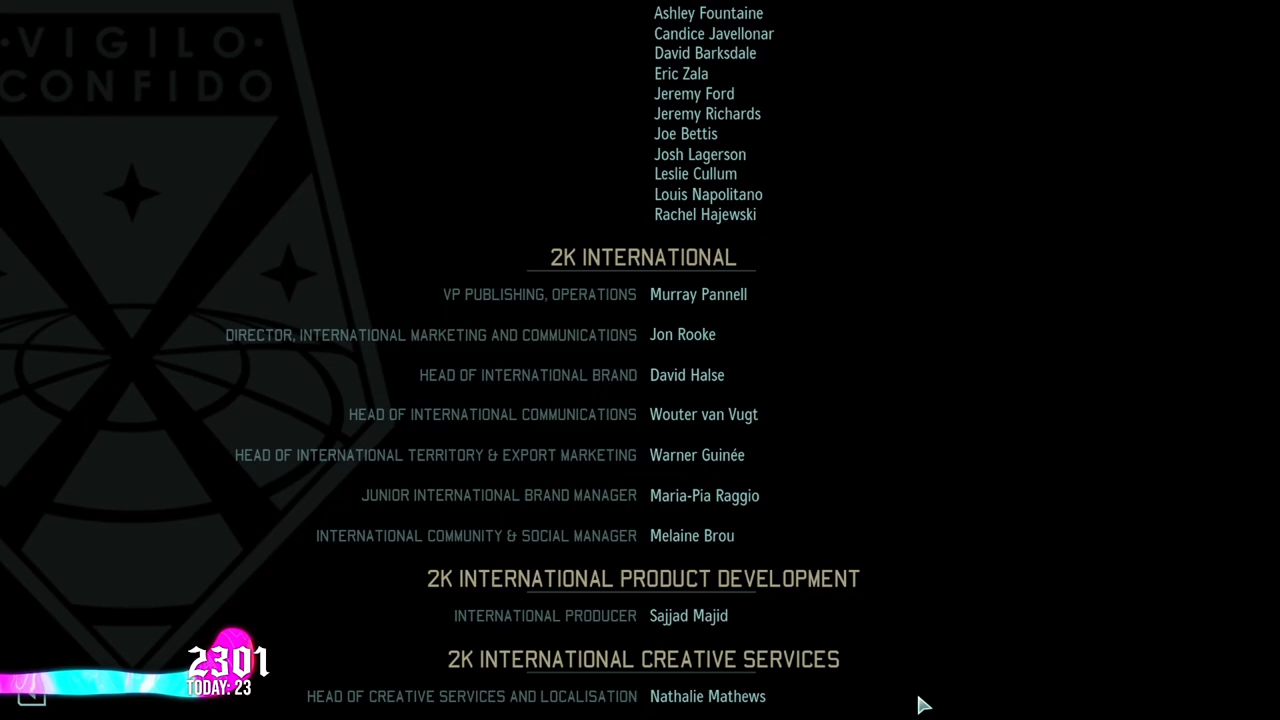 ·VIGILO·
CONFIDO
Ashley Fountaine
Candice Javellonar
David Barksdale
Eric Zala
Jeremy Ford
Jeremy Richards
Joe Bettis
Josh Lagerson
Leslie Cullum
Louis Napolitano
Rachel Hajewski
2K INTERNATIONAL
VP PUBLISHING, OPERATIONS Murray Pannell
DIRECTOR, INTERNATIONAL MARKETING AND COMMUNICATIONS Jon Rooke
HEAD OF INTERNATIONAL BRAND David Halse
HEAD OF INTERNATIONAL COMMUNICATIONS Wouter van Vugt
HEAD OF INTERNATIONAL TERRITORY & EXPORT MARKETING Warner Guinée
JUNIOR INTERNATIONAL BRAND MANAGER Maria-Pia Raggio
INTERNATIONAL COMMUNITY & SOCIAL MANAGER Melaine Brou
2K INTERNATIONAL PRODUCT DEVELOPMENT
INTERNATIONAL PRODUCER Sajjad Majid
2K INTERNATIONAL CREATIVE SERVICES
HEAD OF CREATIVE SERVICES AND LOCALISATION Nathalie Mathews
2301
TODAY: 23